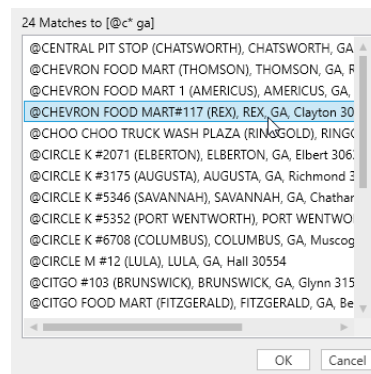 24 Matches to [@c* ga]
@CENTRAL PIT STOP (CHATSWORTH), CHATSWORTH, GA
@CHEVRON FOOD MART (THOMSON), THOMSON, GA, R
@CHEVRON FOOD MART 1 (AMERICUS), AMERICUS, GA,
@CHEVRON FOOD MART#117 (REX), REX, GA, Clayton 30
@CHOO CHOO TRUCK WASH PLAZA (RINGGOLD), RINGG
@CIRCLE K #2071 (ELBERTON), ELBERTON, GA, Elbert 306
@CIRCLE K #3175 (AUGUSTA), AUGUSTA, GA, Richmond 3
@CIRCLE K #5346 (SAVANNAH), SAVANNAH, GA, Chathar
@CIRCLE K #5352 (PORT WENTWORTH), PORT WENTWO
@CIRCLE K #6708 (COLUMBUS), COLUMBUS, GA, Muscog
@CIRCLE M #12 (LULA), LULA, GA, Hall 30554
@CITGO #103 (BRUNSWICK), BRUNSWICK, GA, Glynn 315
@CITGO FOOD MART (FITZGERALD), FITZGERALD, GA, Be
OK Cancel